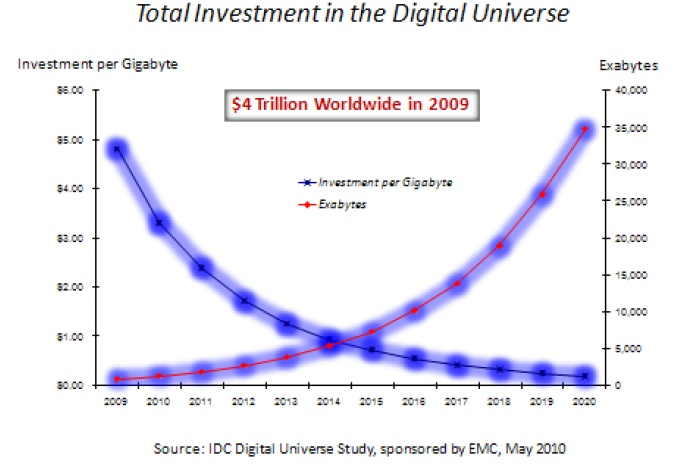 Total Investment in the Digital Universe
Investment per Gigabyte
Exabytes
$4 Trillion Worldwide in 2009
$6.00
$5.00
$4.00
$3.00
$2.00
$1.00
$0.00
Investment per Gigabyte
Exabytes
40,000
35,000
30,000
25,000
20,000
15,000
10,000
5,000
0
2009 2010 2011 2012 2013 2014 2015 2016 2017 2018 2019 2020
Source: IDC Digital Universe Study, sponsored by EMC, May 2010